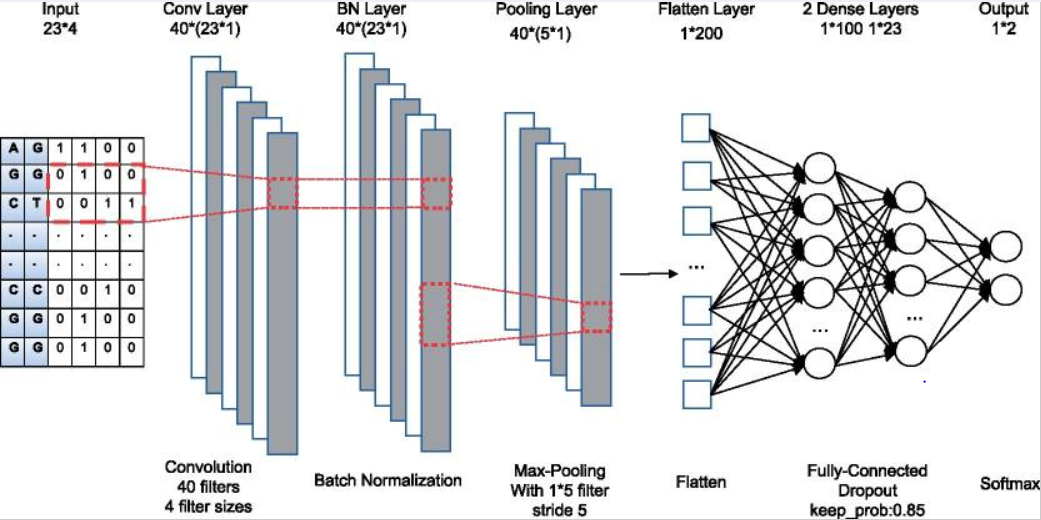 Input
23*4
Conv Layer
40*(23*1)
BN Layer
40*(23*1)
Pooling Layer
40*(5*1)
Flatten Layer
1*200
2 Dense Layers
1*100 1*23
Output
1*2
A G 1 1 0 0
G G 0 1 0 0
C T 0 0 1 1
. . . . . .
. . . . . .
C C 0 0 1 0
G G 0 1 0 0
G G 0 1 0 0
...
...
...
Convolution
40 filters
4 filter sizes
Batch Normalization
Max-Pooling
With 1*5 filter
stride 5
Flatten
Fully-Connected
Dropout
keep_prob:0.85
Softmax